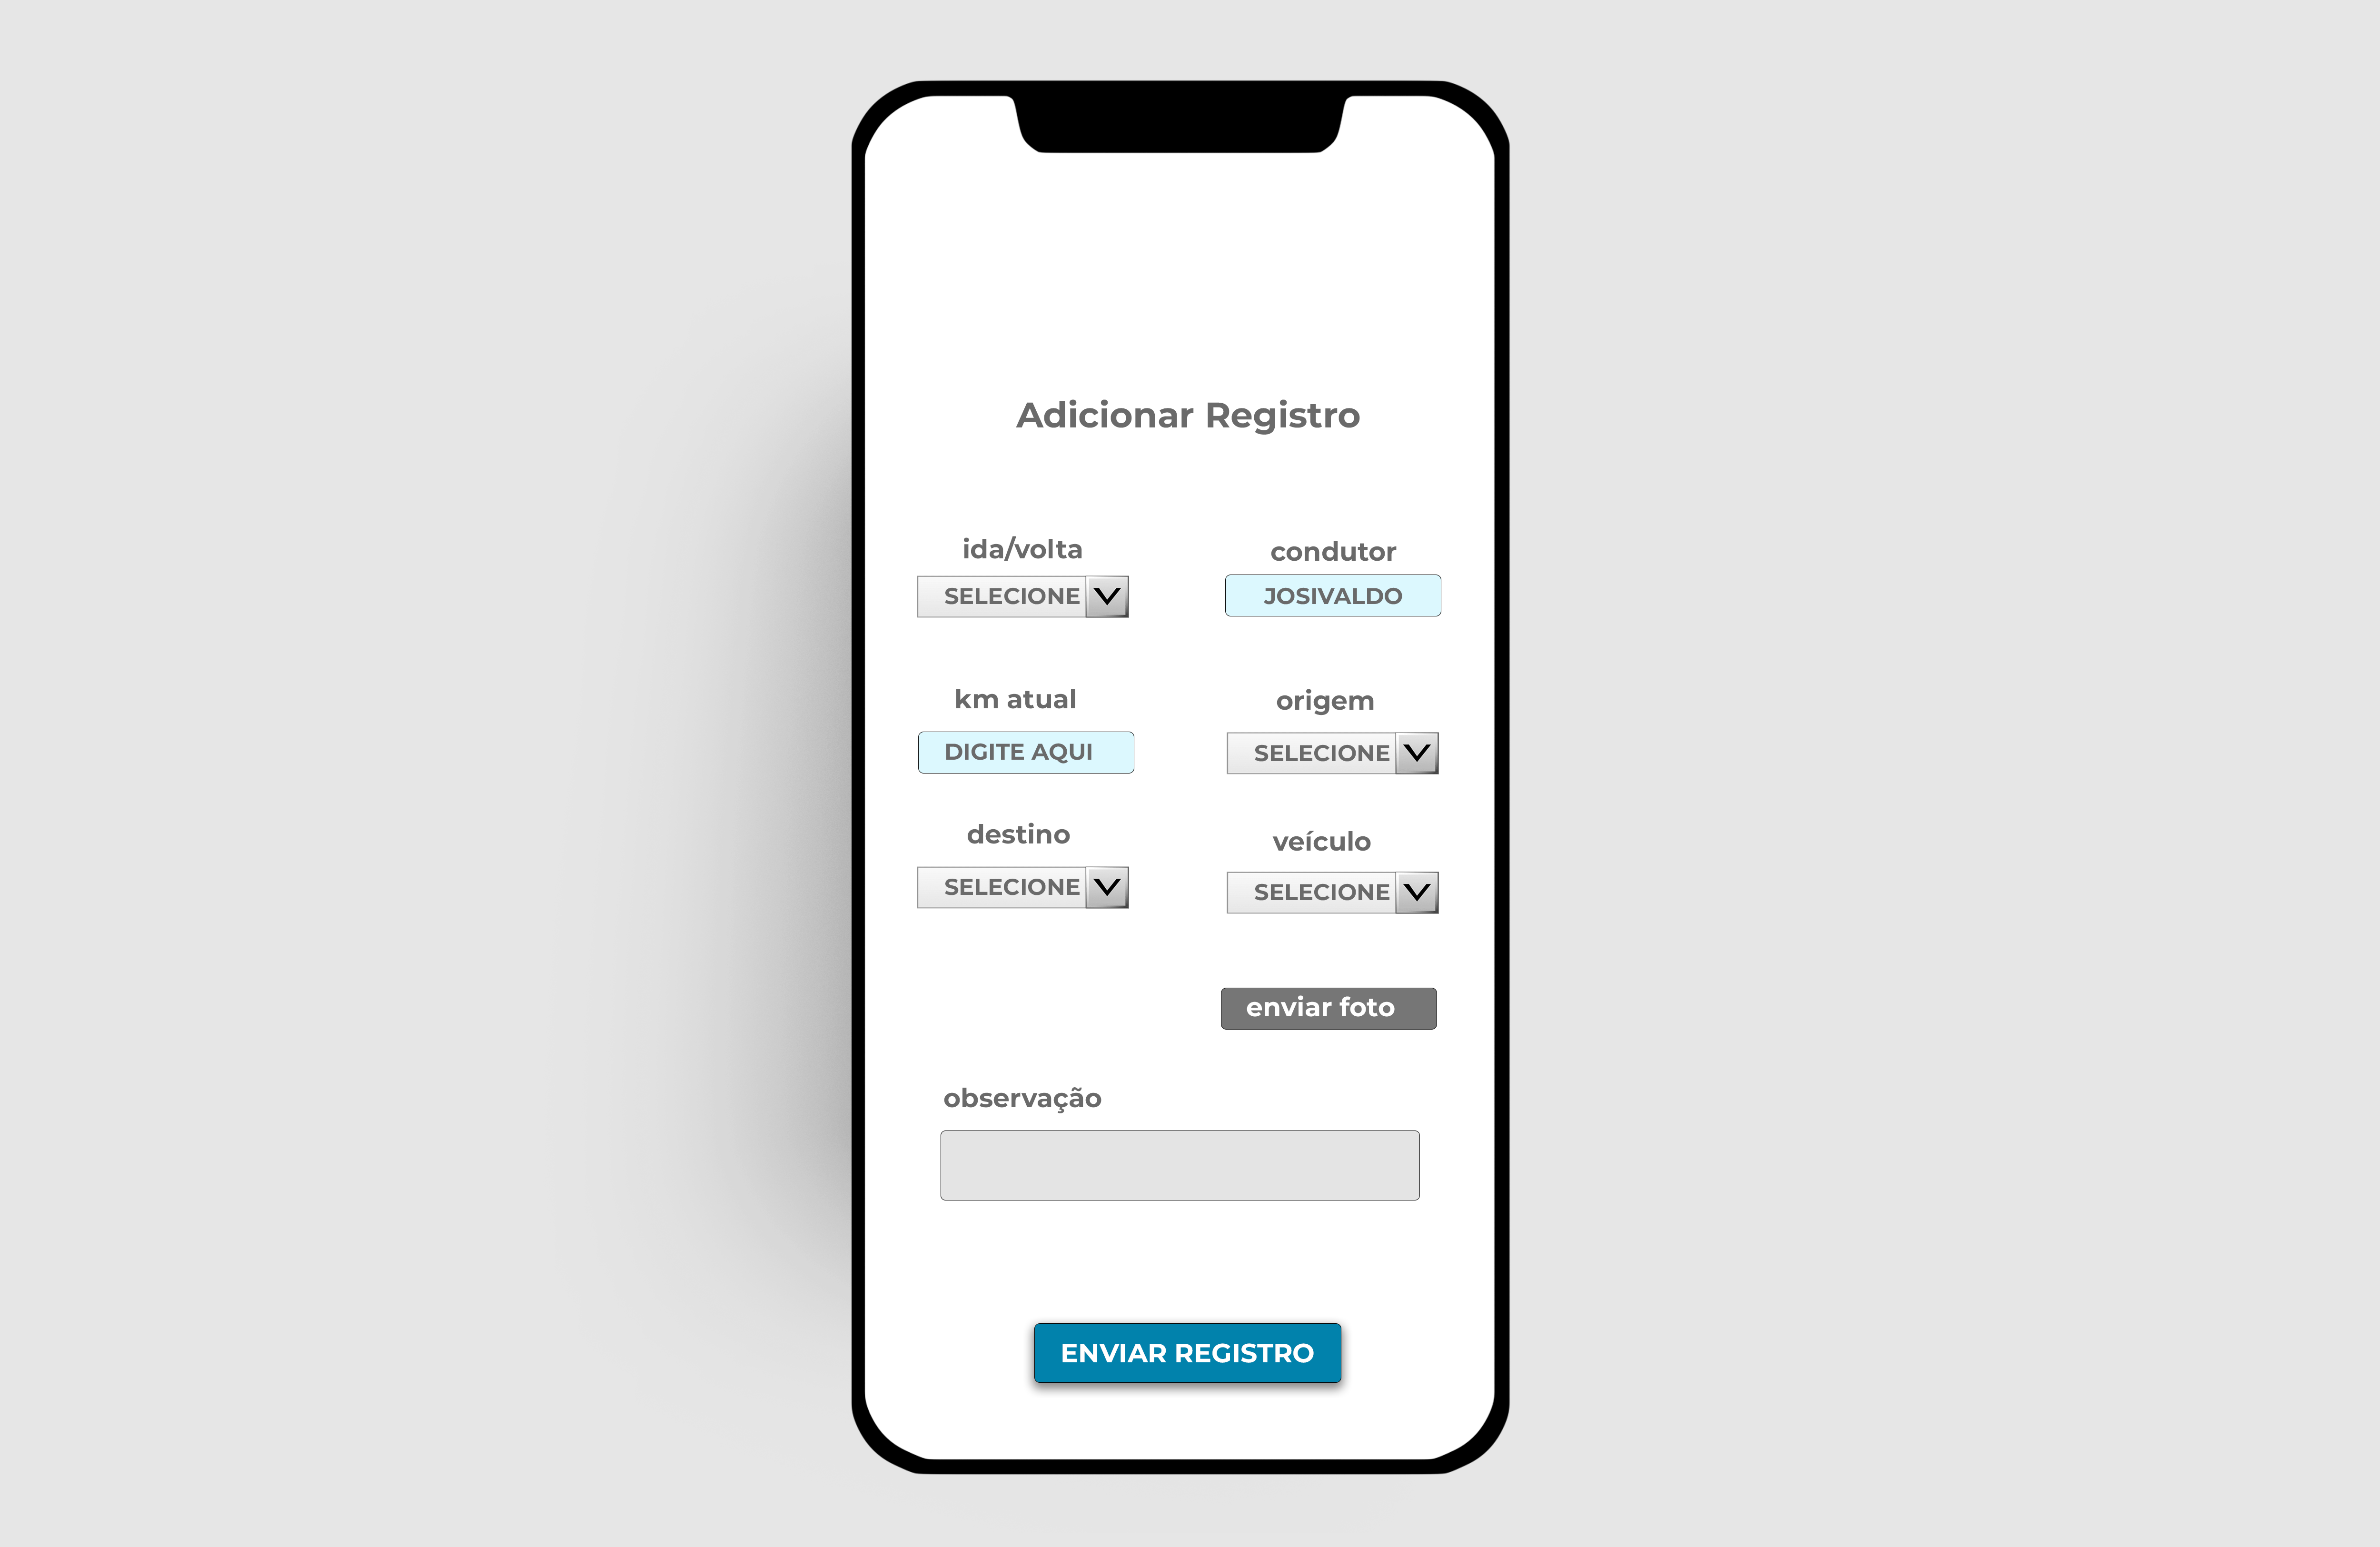 Adicionar Registro
ida/volta
condutor
SELECIONE
JOSIVALDO
km atual
origem
DIGITE AQUI
SELECIONE
destino
veículo
SELECIONE
SELECIONE
enviar foto
observação
ENVIAR REGISTRO